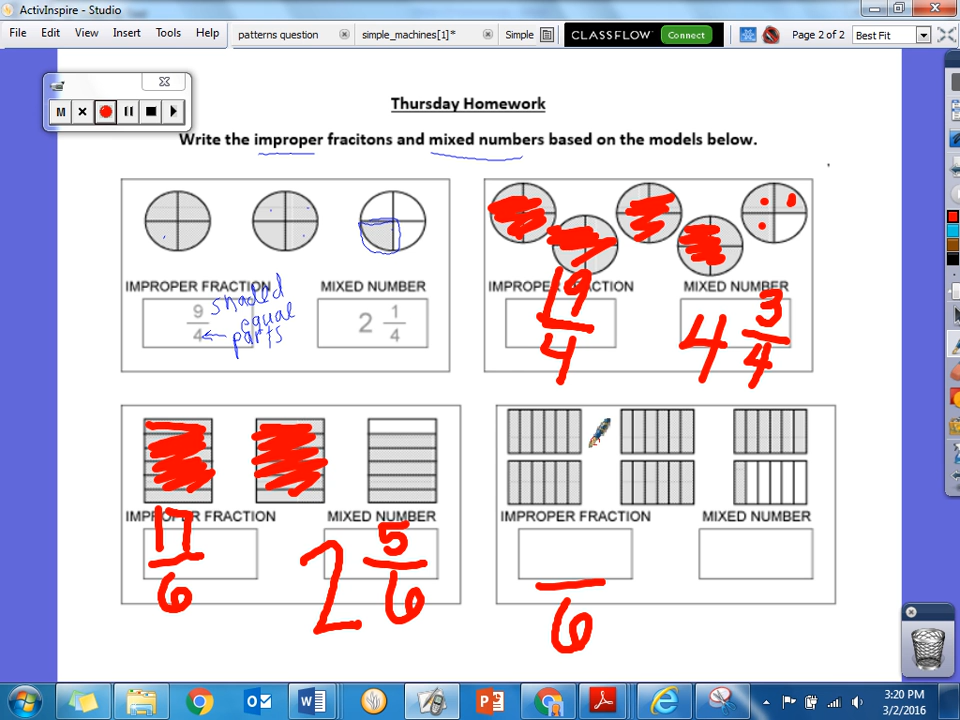 ActivInspire - Studio
File Edit View Insert Tools Help
patterns question
simple_machines[1]*
Simple
CLASSFLOW Connect
Page 2 of 2
Best Fit
M
Thursday Homework
Write the improper fracitons and mixed numbers based on the models below.
IMPROPER FRACTION
MIXED NUMBER
9
4
shaded
equal
parts
2 1
4
IMPROPER FRACTION
MIXED NUMBER
19
4
4 3
4
IMPROPER FRACTION
MIXED NUMBER
17
6
2 5
6
IMPROPER FRACTION
MIXED NUMBER
6
3:20 PM
3/2/2016